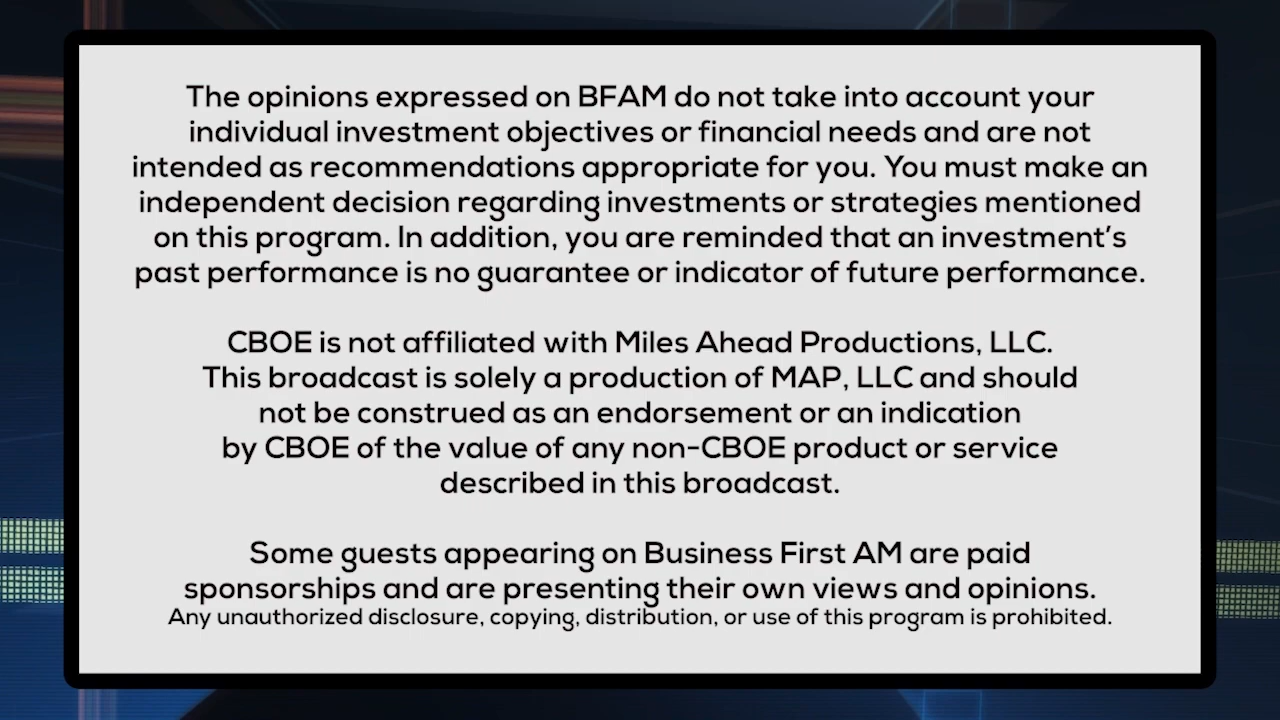 The opinions expressed on BFAM do not take into account your
individual investment objectives or financial needs and are not
intended as recommendations appropriate for you. You must make an
independent decision regarding investments or strategies mentioned
on this program. In addition, you are reminded that an investment’s
past performance is no guarantee or indicator of future performance.
CBOE is not affiliated with Miles Ahead Productions, LLC.
This broadcast is solely a production of MAP, LLC and should
not be construed as an endorsement or an indication
by CBOE of the value of any non-CBOE product or service
described in this broadcast.
Some guests appearing on Business First AM are paid
sponsorships and are presenting their own views and opinions.
Any unauthorized disclosure, copying, distribution, or use of this program is prohibited.